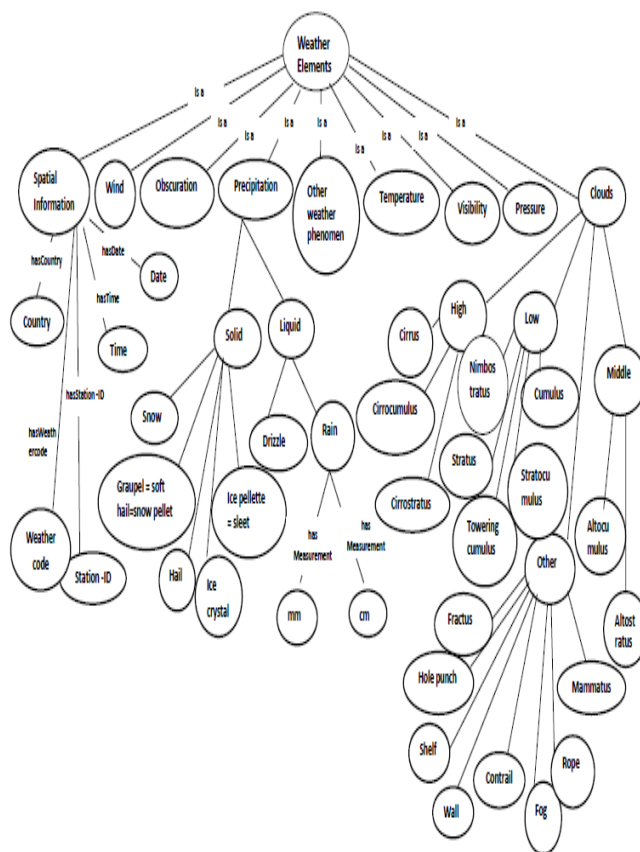 Weather
Elements
Is a
Is a
Is a
Is a
Is a
Is a
Is a
Is a
Is a
Spatial
Information
Wind
Obscuration
Precipitation
Other
weather
phenomen
Temperature
Visibility
Pressure
Clouds
hasCountry
hasDate
hasTime
Date
Country
Time
hasStation -ID
hasWeath
ercode
Weather
code
Station -ID
Solid
Liquid
Snow
Graupel = soft
hail=snow pellet
Hail
Ice
crystal
Ice pellette
= sleet
Drizzle
Rain
has
Measurement
has
Measurement
mm
cm
High
Low
Middle
Cirrus
Cirrocumulus
Cirrostratus
Nimbos
tratus
Cumulus
Stratus
Towering
cumulus
Stratocu
mulus
Altocu
mulus
Altost
ratus
Other
Fractus
Hole punch
Shelf
Wall
Contrail
Fog
Rope
Mammatus